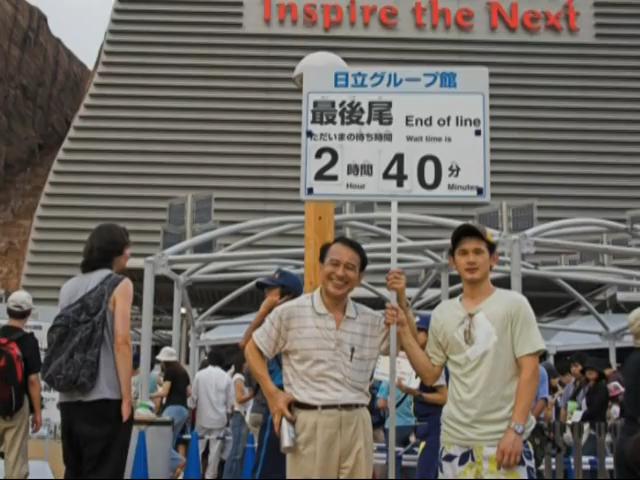 Inspire the Next
日立グループ館
最後尾 End of line
ただいまの待ち時間 Wait time is
2 時間 Hour 40 分 Minutes